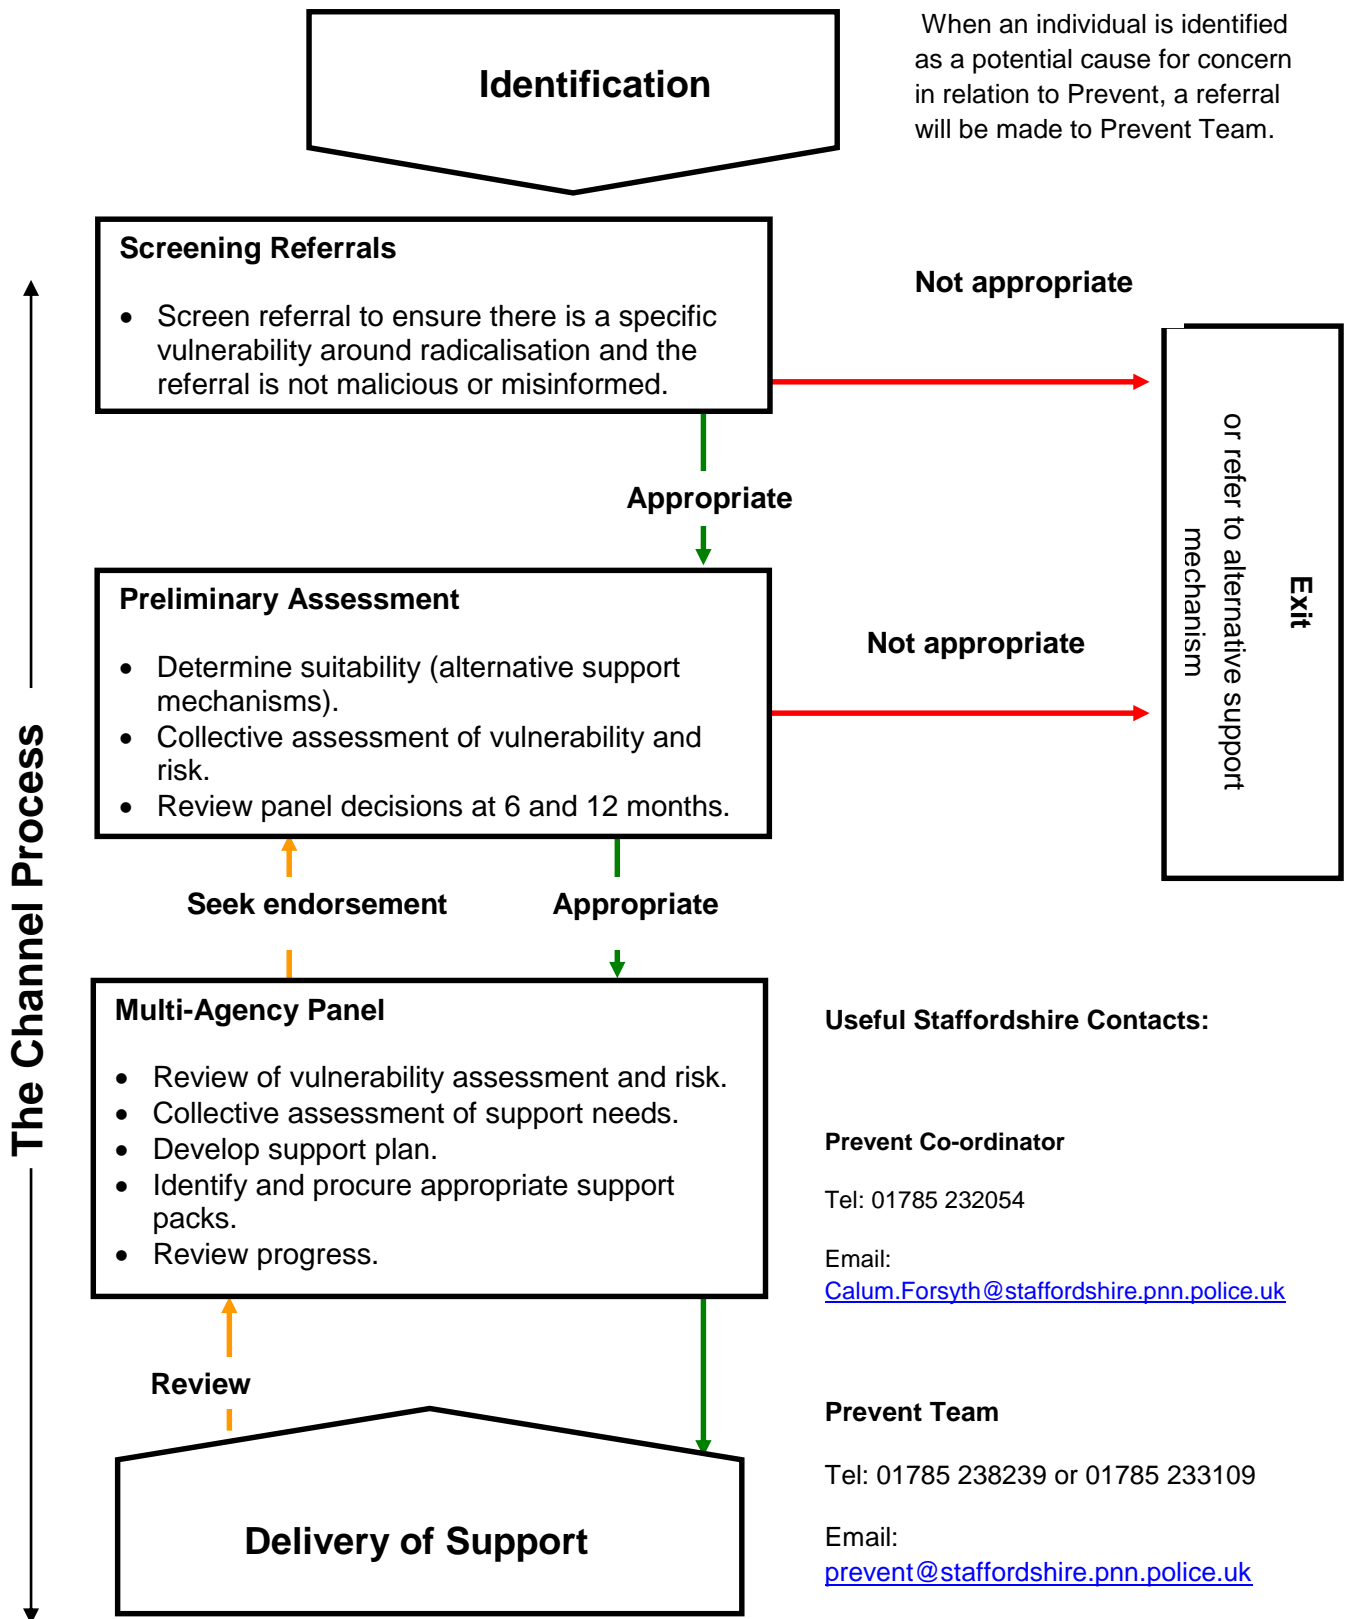 Identification
When an individual is identified
as a potential cause for concern
in relation to Prevent, a referral
will be made to Prevent Team.
The Channel Process
Screening Referrals
• Screen referral to ensure there is a specific
vulnerability around radicalisation and the
referral is not malicious or misinformed.
Not appropriate
Appropriate
Exit
or refer to alternative support
mechanism
Preliminary Assessment
• Determine suitability (alternative support
mechanisms).
• Collective assessment of vulnerability and
risk.
• Review panel decisions at 6 and 12 months.
Not appropriate
Seek endorsement
Appropriate
Multi-Agency Panel
• Review of vulnerability assessment and risk.
• Collective assessment of support needs.
• Develop support plan.
• Identify and procure appropriate support
packs.
• Review progress.
Review
Delivery of Support
Useful Staffordshire Contacts:
Prevent Co-ordinator
Tel: 01785 232054
Email:
Calum.Forsyth@staffordshire.pnn.police.uk
Prevent Team
Tel: 01785 238239 or 01785 233109
Email:
prevent@staffordshire.pnn.police.uk